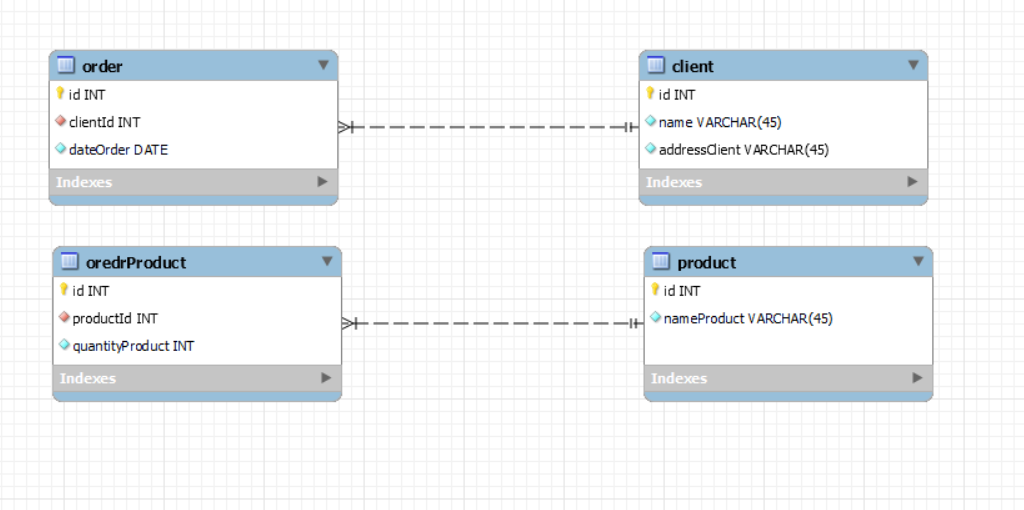 order
id INT
clientId INT
dateOrder DATE
Indexes
client
id INT
name VARCHAR(45)
addressClient VARCHAR(45)
Indexes
oredrProduct
id INT
productId INT
quantityProduct INT
Indexes
product
id INT
nameProduct VARCHAR(45)
Indexes